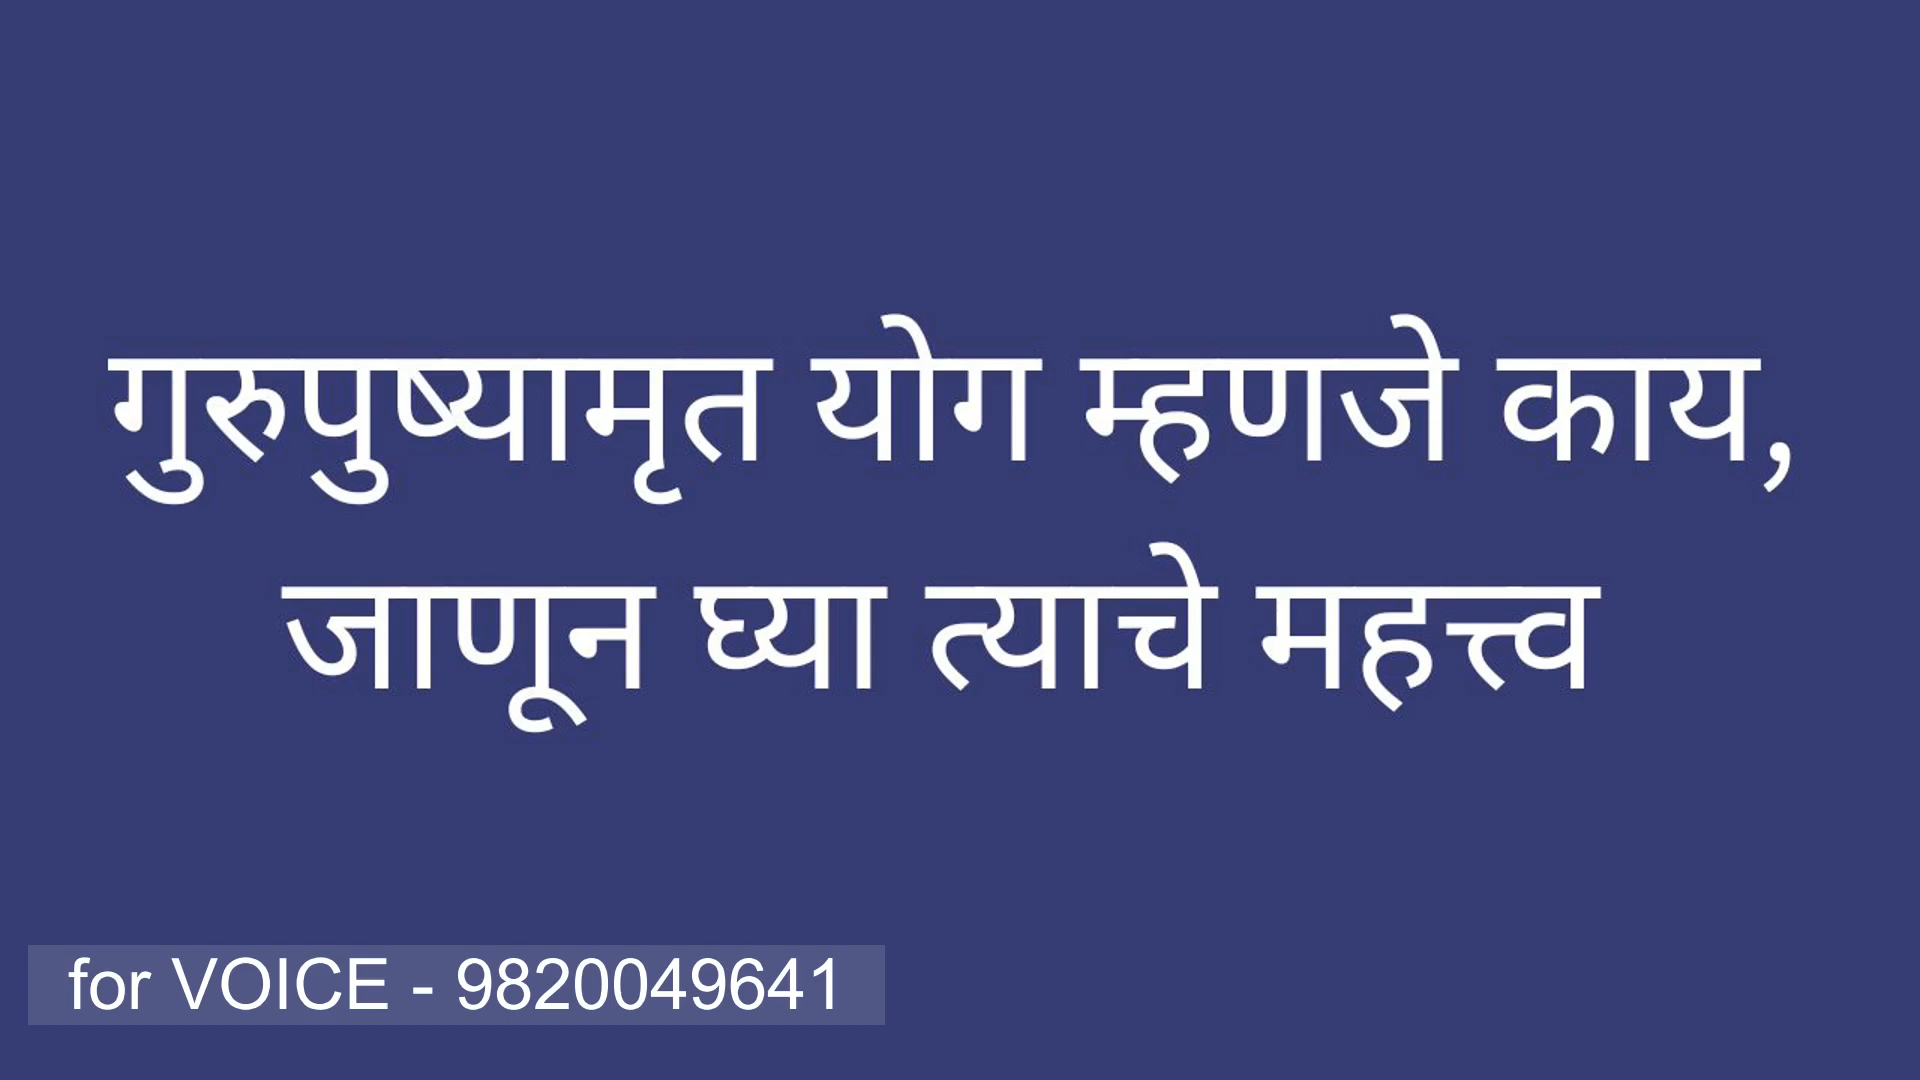 गुरुपुष्यामृत योग म्हणजे काय,
जाणून घ्या त्याचे महत्त्व
for VOICE - 9820049641